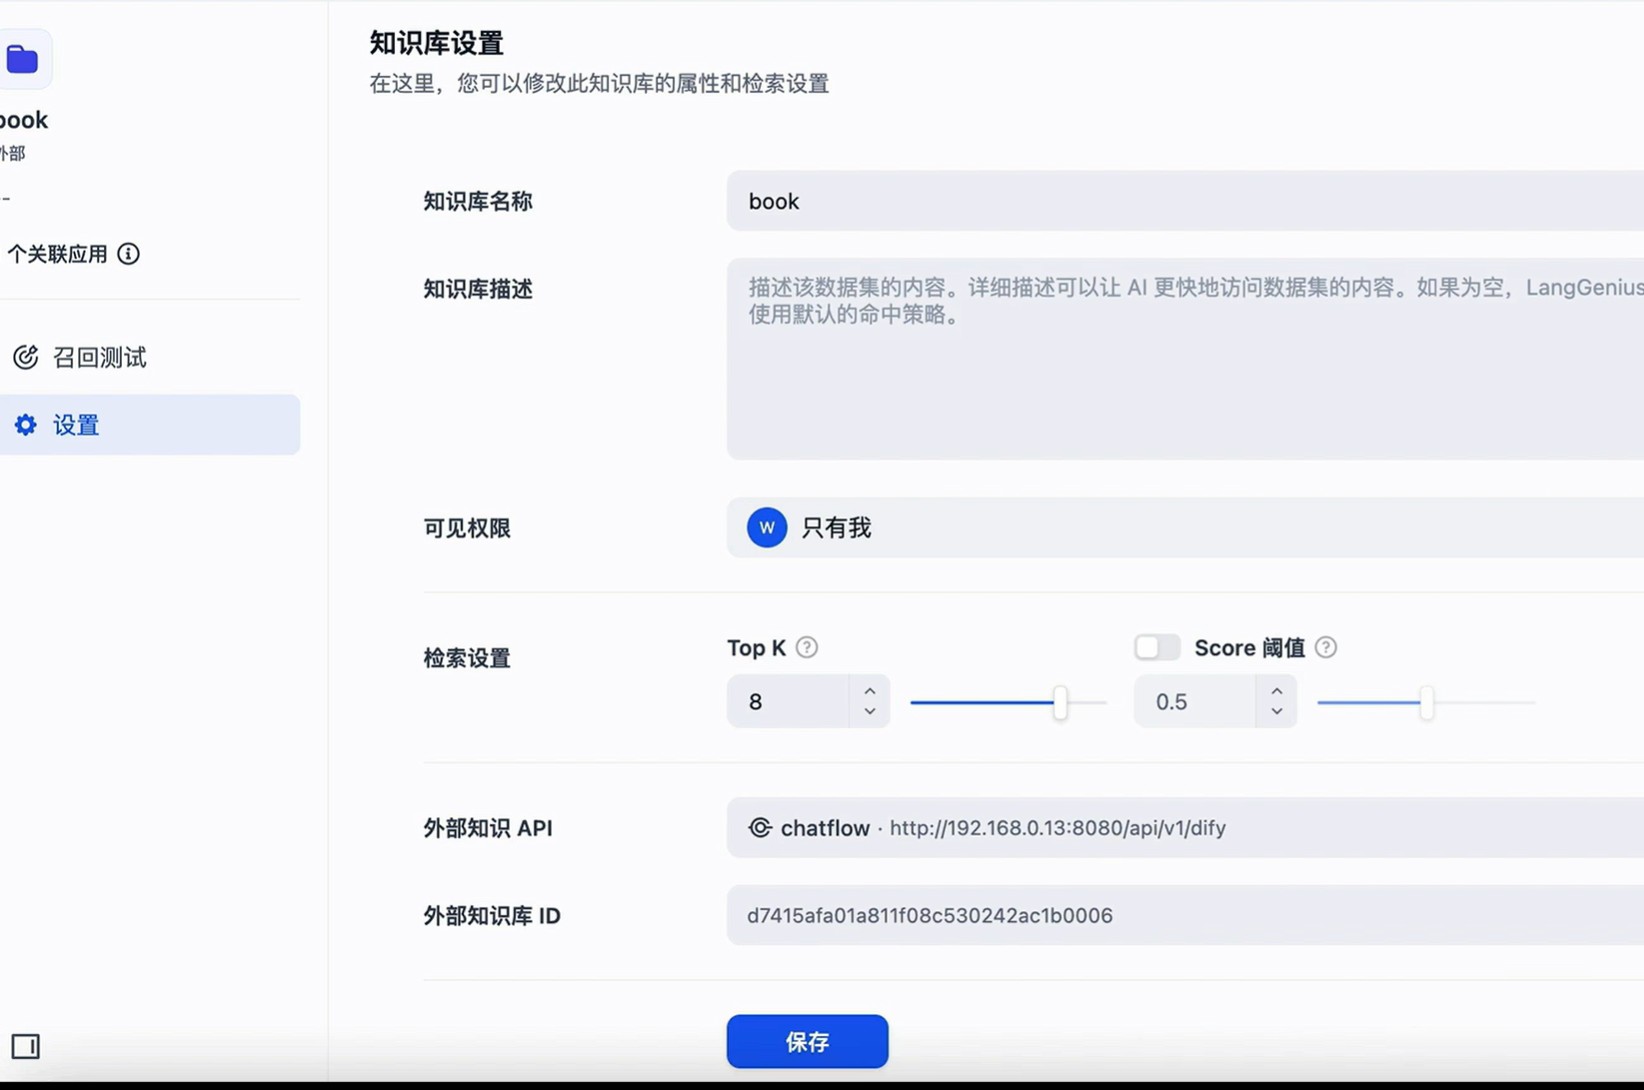 book
外部
--
个关联应用
召回测试
设置
知识库设置
在这里，您可以修改此知识库的属性和检索设置
知识库名称
book
知识库描述
描述该数据集的内容。详细描述可以让 AI 更快地访问数据集的内容。如果为空，LangGenius
使用默认的命中策略。
可见权限
W 只有我
检索设置
Top K
Score 阈值
8
0.5
外部知识 API
chatflow · http://192.168.0.13:8080/api/v1/dify
外部知识库 ID
d7415afa01a811f08c530242ac1b0006
保存